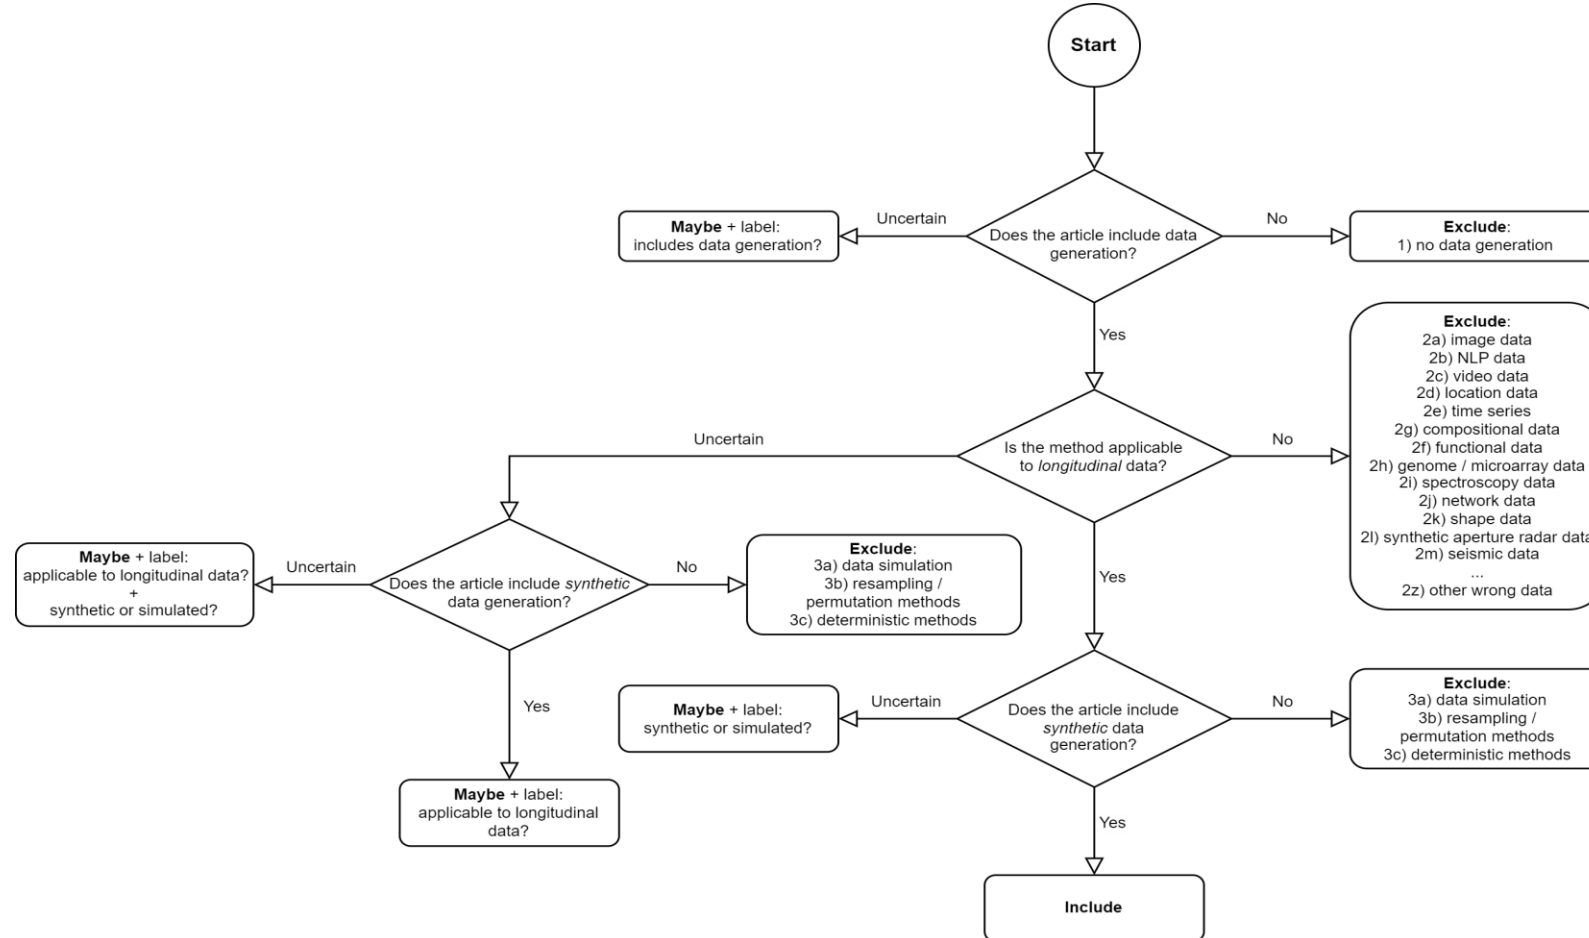 Start
Uncertain
No
Maybe + label:
includes data generation?
Does the article include data
generation?
Exclude:
1) no data generation
Yes
Exclude:
2a) image data
2b) NLP data
2c) video data
2d) location data
2e) time series
2g) compositional data
2f) functional data
2h) genome / microarray data
2i) spectroscopy data
2j) network data
2k) shape data
2l) synthetic aperture radar data
2m) seismic data
...
2z) other wrong data
Uncertain
No
Is the method applicable
to longitudinal data?
Maybe + label:
applicable to longitudinal data?
+
synthetic or simulated?
Uncertain
Does the article include synthetic
data generation?
No
Exclude:
3a) data simulation
3b) resampling /
permutation methods
3c) deterministic methods
Yes
Yes
Maybe + label:
synthetic or simulated?
Uncertain
Does the article include
synthetic data
generation?
No
Exclude:
3a) data simulation
3b) resampling /
permutation methods
3c) deterministic methods
Maybe + label:
applicable to longitudinal
data?
Yes
Include